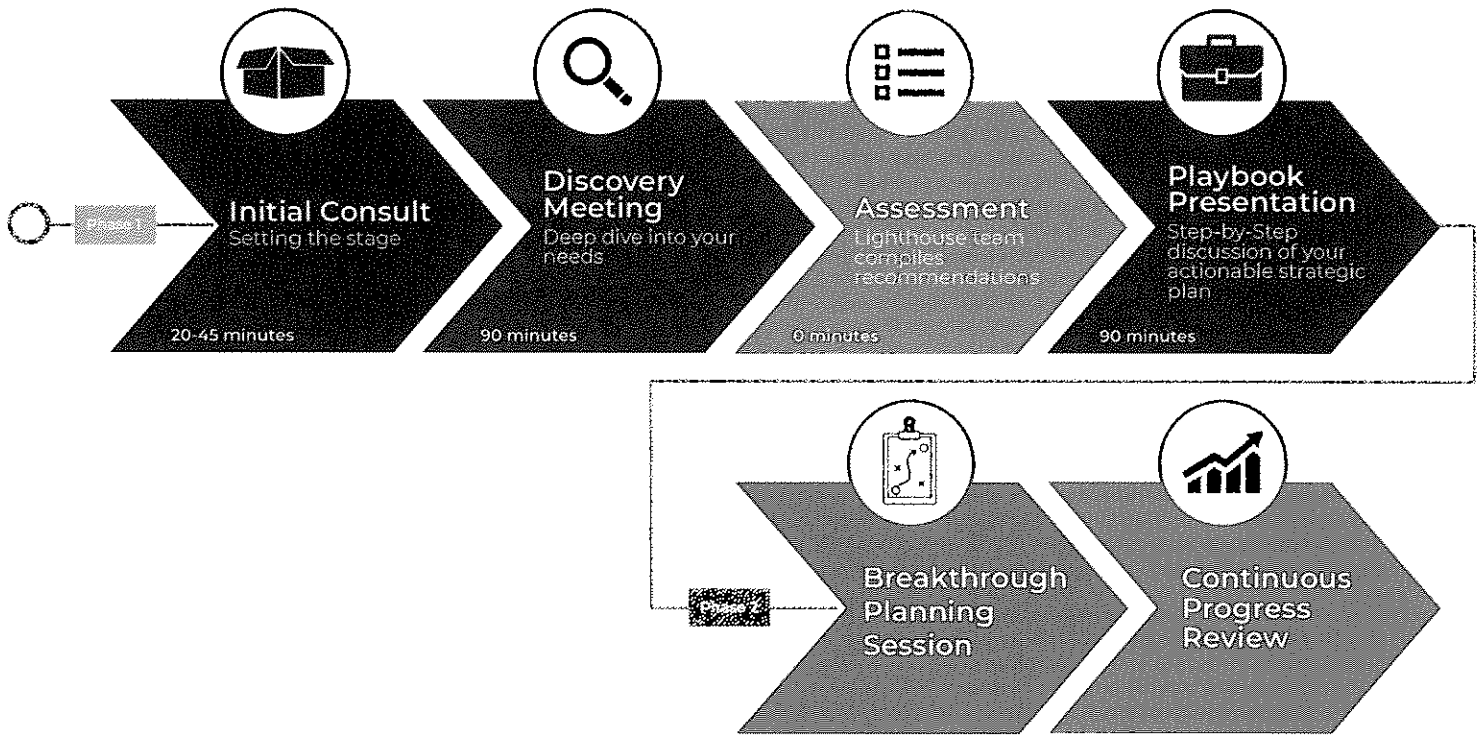 Phase 1
Initial Consult
Setting the stage
20-45 minutes
Discovery
Meeting
Deep dive into your
needs
90 minutes
Assessment
Lighthouse team
compiles
recommendations
0 minutes
Playbook
Presentation
Step-by-Step
discussion of your
actionable strategic
plan
90 minutes
Phase 2
Breakthrough
Planning
Session
Continuous
Progress
Review